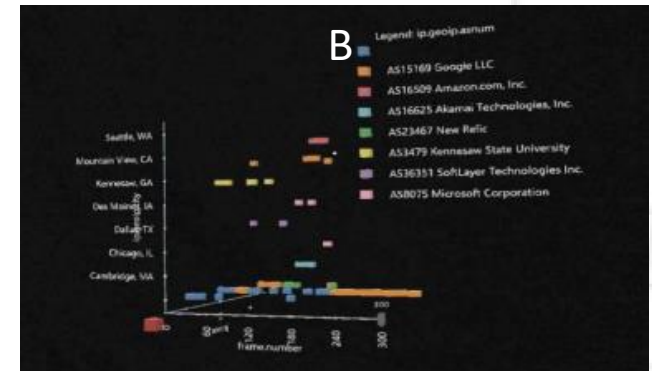 B
Legend: ip.geoip.asnum
AS15169 Google LLC
AS16509 Amazon.com, Inc.
AS16625 Akamai Technologies, Inc.
AS23467 New Relic
AS3479 Kennesaw State University
AS36351 SoftLayer Technologies Inc.
AS8075 Microsoft Corporation
Seattle, WA
Mountain View, CA
Kennesaw, GA
Des Moines, IA
Dallas, TX
Chicago, IL
Cambridge, MA
60
120
180
240
300
frame.number